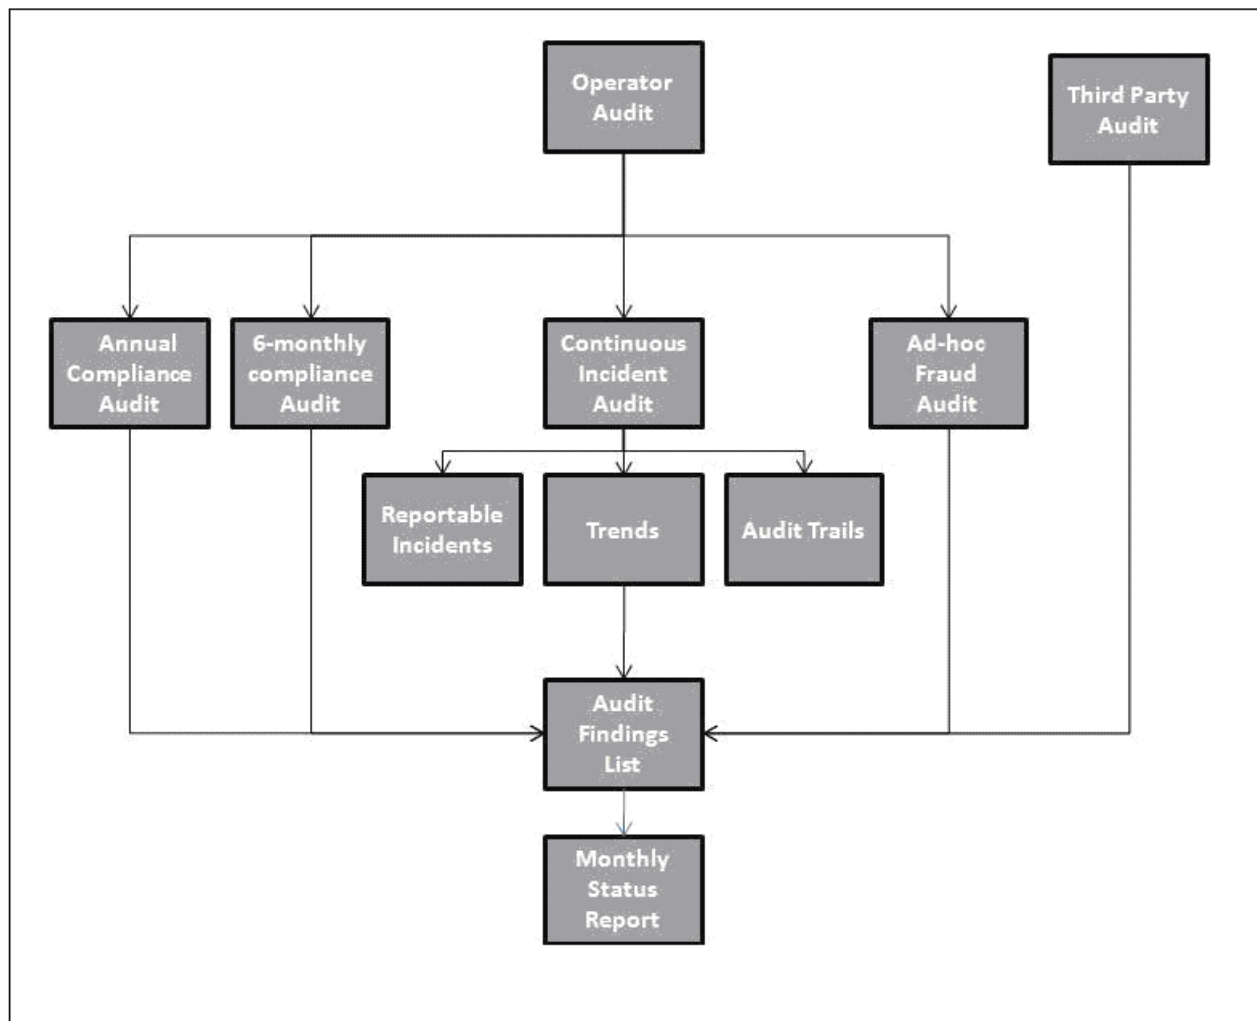 Operator
Audit
Third Party
Audit
Annual
Compliance
Audit
6-monthly
compliance
Audit
Continuous
Incident
Audit
Ad-hoc
Fraud
Audit
Reportable
Incidents
Trends
Audit Trails
Audit
Findings
List
Monthly
Status
Report